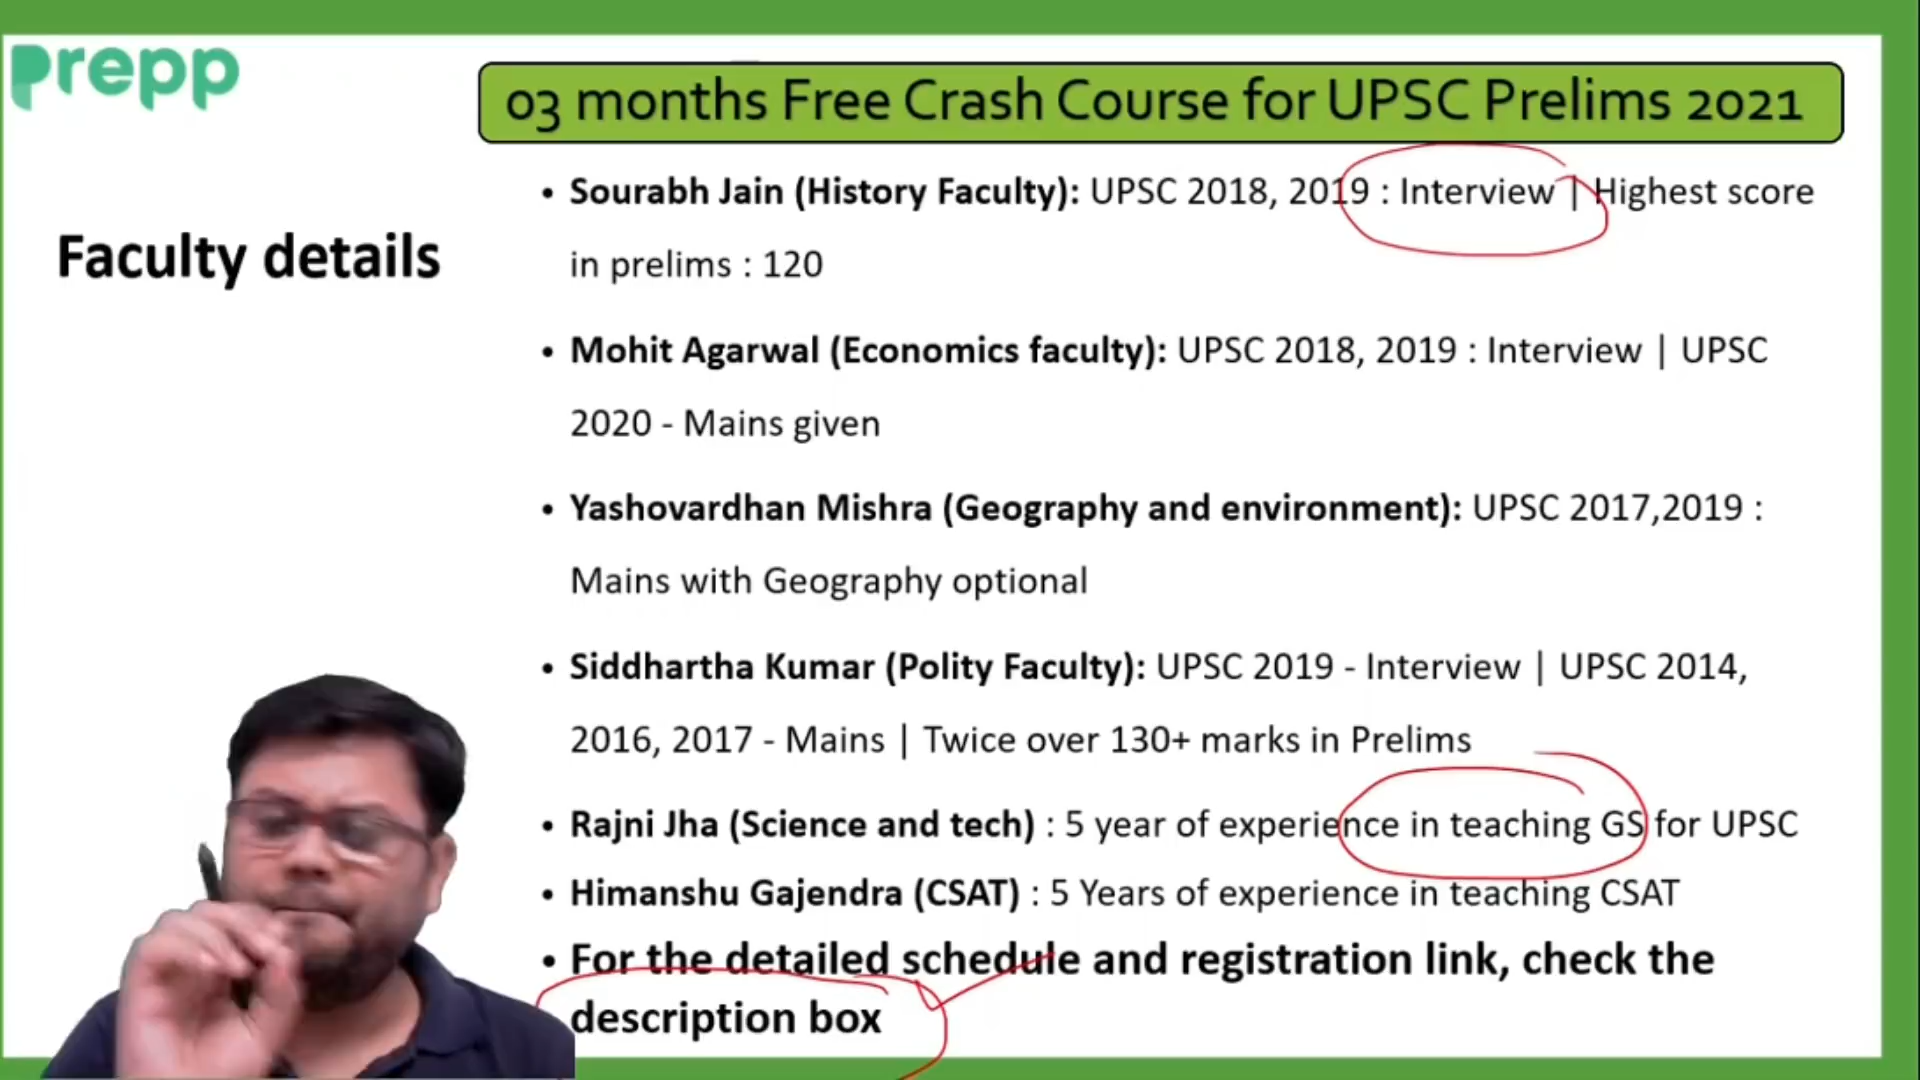 prepp
03 months Free Crash Course for UPSC Prelims 2021
Faculty details
• Sourabh Jain (History Faculty): UPSC 2018, 2019 : Interview | Highest score
in prelims : 120
• Mohit Agarwal (Economics faculty): UPSC 2018, 2019 : Interview | UPSC
2020 - Mains given
• Yashovardhan Mishra (Geography and environment): UPSC 2017,2019 :
Mains with Geography optional
• Siddhartha Kumar (Polity Faculty): UPSC 2019 - Interview | UPSC 2014,
2016, 2017 - Mains | Twice over 130+ marks in Prelims
• Rajni Jha (Science and tech) : 5 year of experience in teaching GS for UPSC
• Himanshu Gajendra (CSAT) : 5 Years of experience in teaching CSAT
• For the detailed schedule and registration link, check the
description box